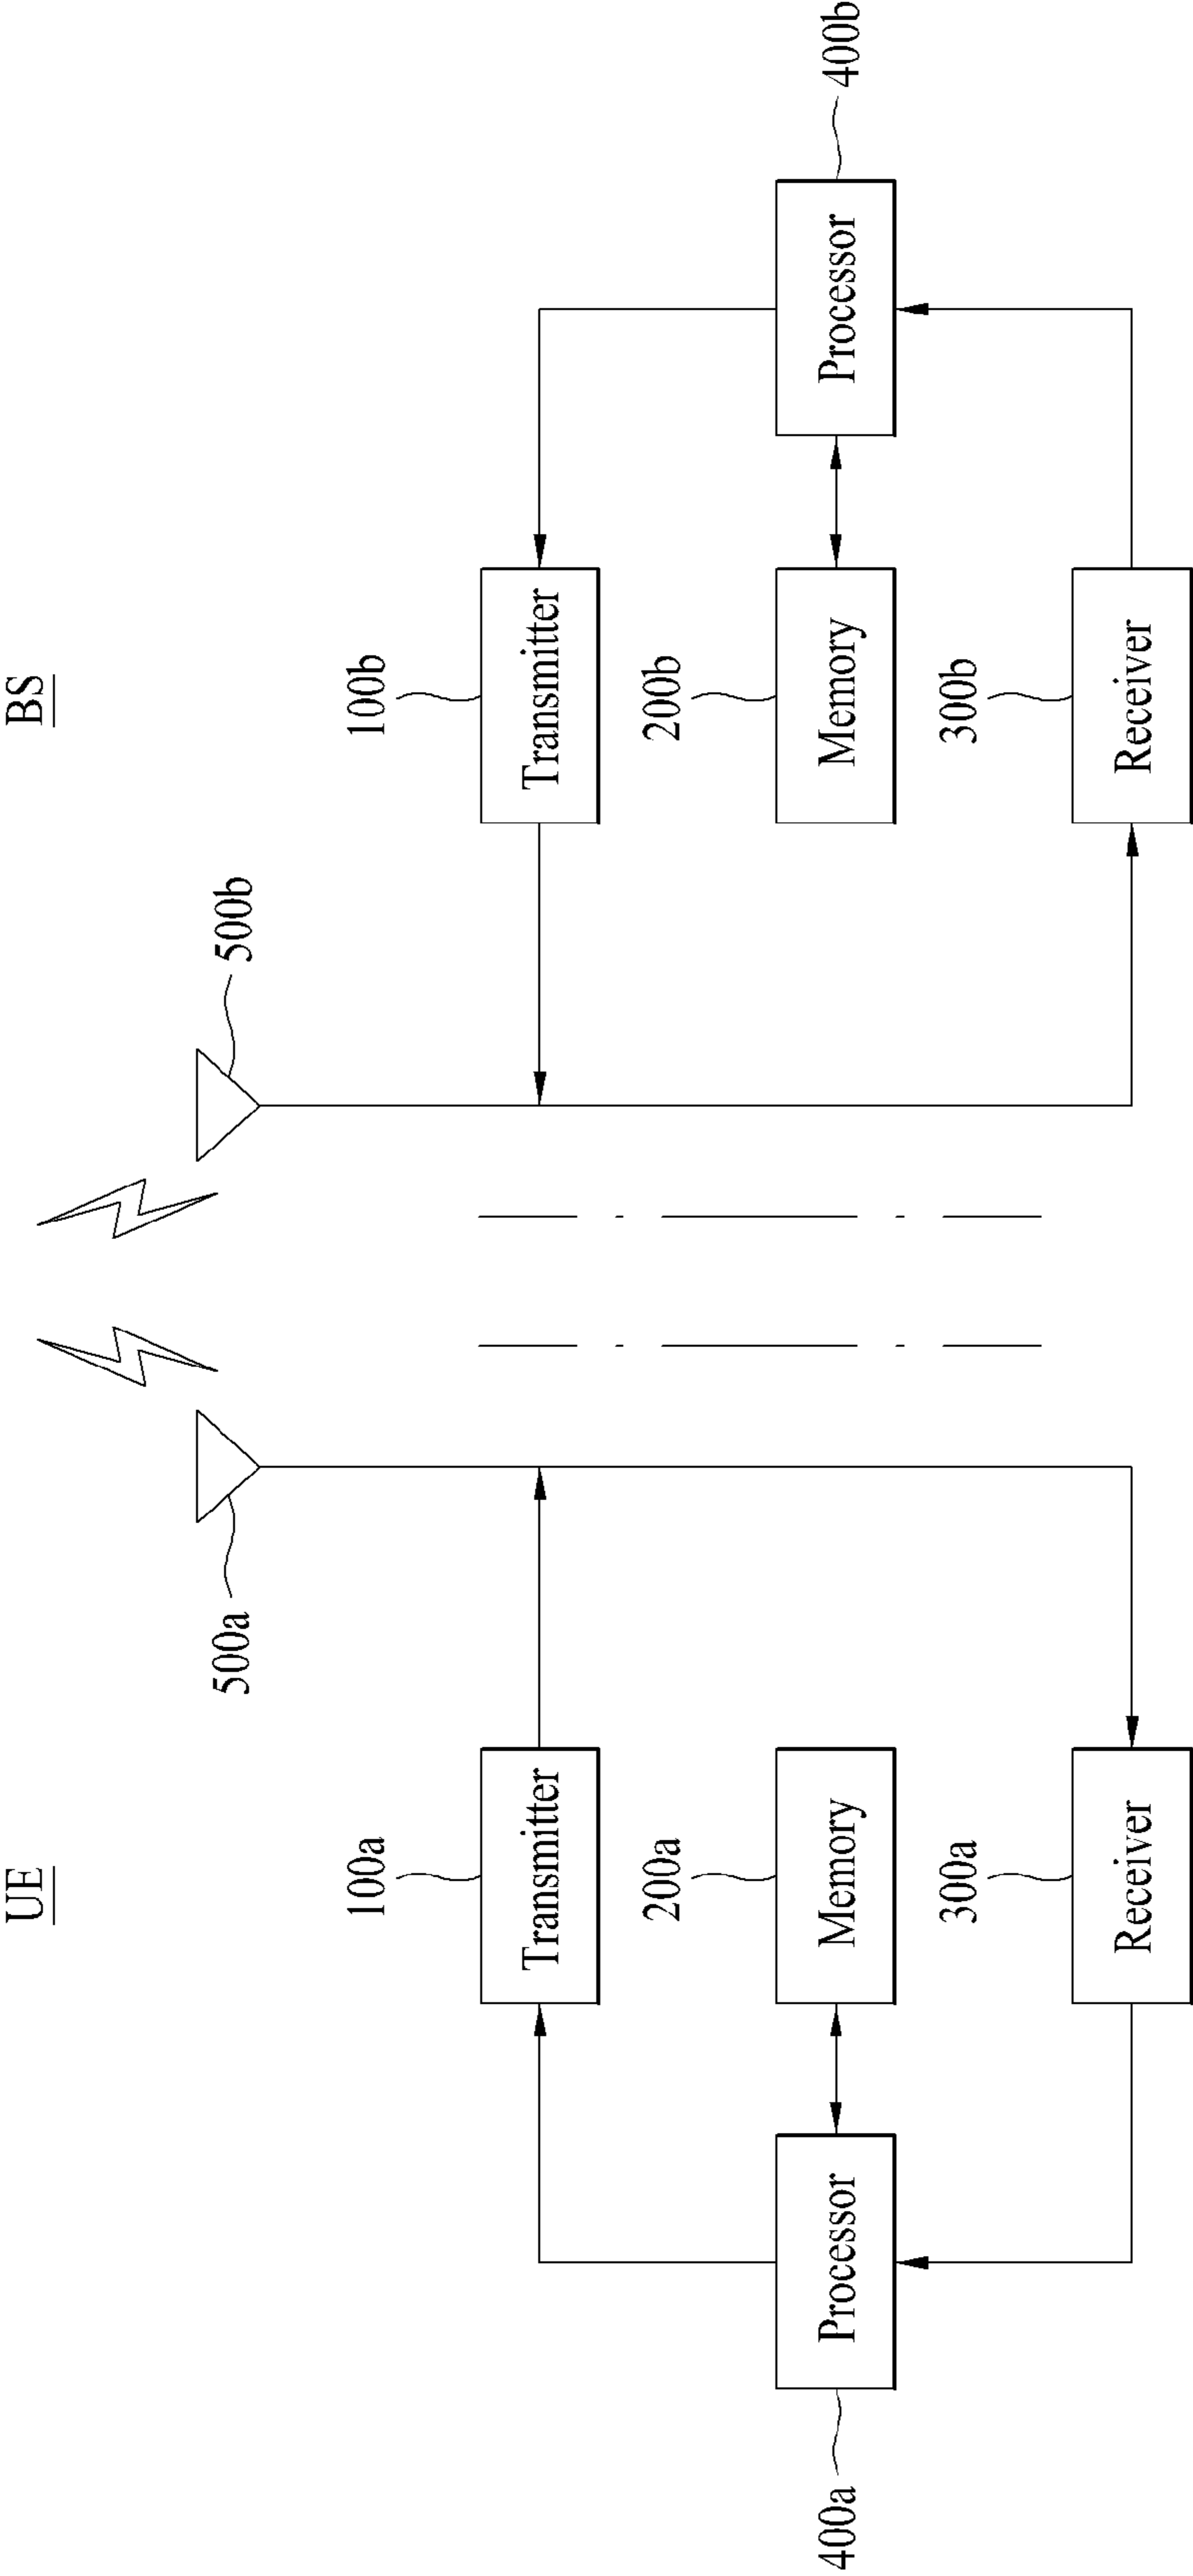 UE
BS
500a
500b
100a
Transmitter
100b
Transmitter
400a
Processor
200a
Memory
200b
Memory
Processor
400b
300a
Receiver
300b
Receiver